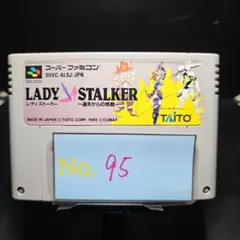 スーパーファミコン
SHVC-ALSJ-JPN
LADY STALKER
レディストーカー
〜過去からの挑戦〜
TAITO
MADE IN JAPAN © TAITO CORP. 1995 © CLIMAX
No. 95